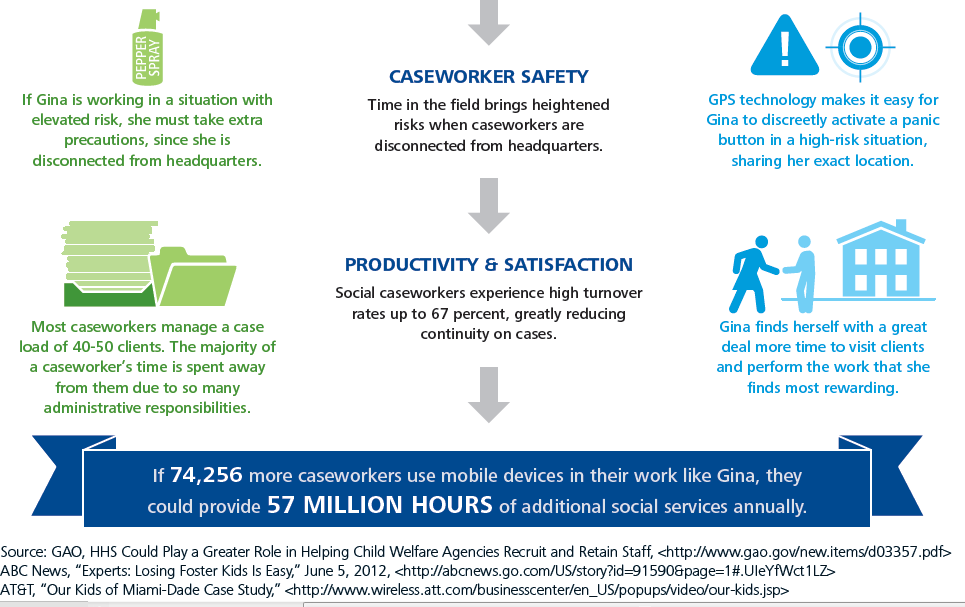 PEPPER
SPRAY
If Gina is working in a situation with
elevated risk, she must take extra
precautions, since she is
disconnected from headquarters.
CASEWORKER SAFETY
Time in the field brings heightened
risks when caseworkers are
disconnected from headquarters.
!
GPS technology makes it easy for
Gina to discreetly activate a panic
button in a high-risk situation,
sharing her exact location.
Most caseworkers manage a case
load of 40-50 clients. The majority of
a caseworker's time is spent away
from them due to so many
administrative responsibilities.
PRODUCTIVITY & SATISFACTION
Social caseworkers experience high turnover
rates up to 67 percent, greatly reducing
continuity on cases.
Gina finds herself with a great
deal more time to visit clients
and perform the work that she
finds most rewarding.
If 74,256 more caseworkers use mobile devices in their work like Gina, they
could provide 57 MILLION HOURS of additional social services annually.
Source: GAO, HHS Could Play a Greater Role in Helping Child Welfare Agencies Recruit and Retain Staff, <http://www.gao.gov/new.items/d03357.pdf>
ABC News, “Experts: Losing Foster Kids Is Easy,” June 5, 2012, <http://abcnews.go.com/US/story?id=91590&page=1#.UIeYfWct1LZ>
AT&T, “Our Kids of Miami-Dade Case Study,” <http://www.wireless.att.com/businesscenter/en_US/popups/video/our-kids.jsp>